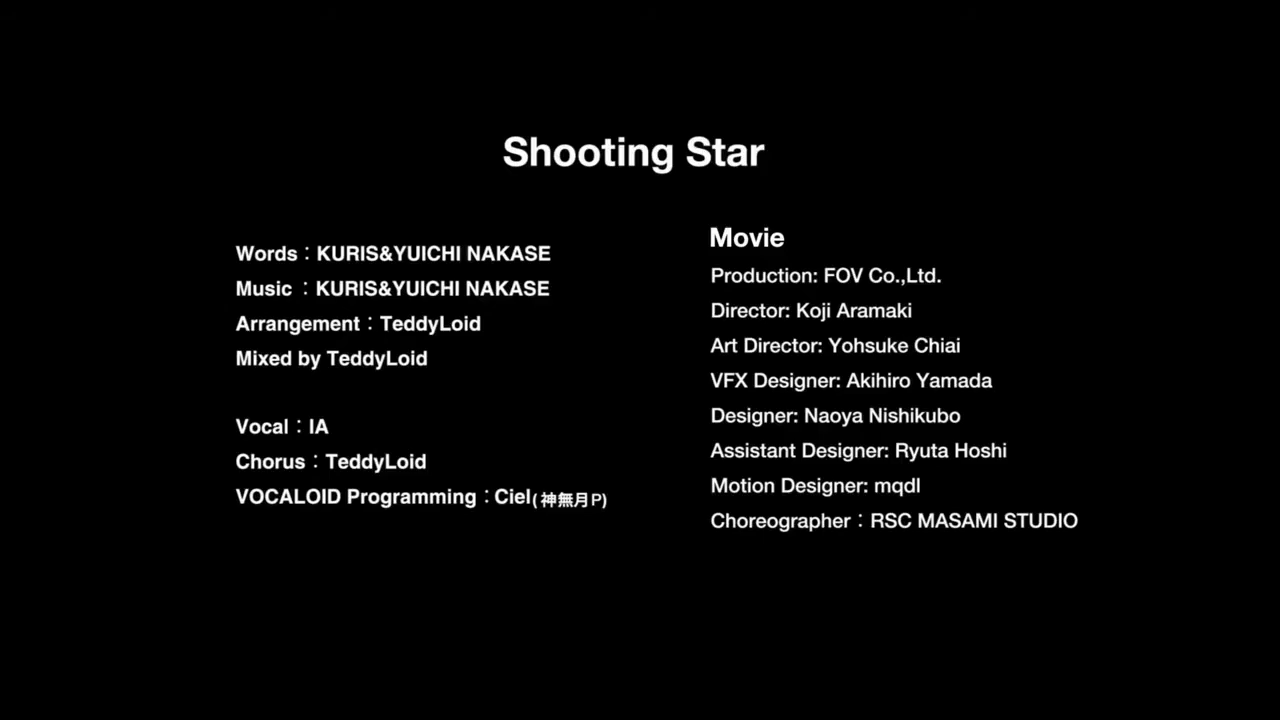 Shooting Star
Words：KURIS&YUICHI NAKASE
Music ：KURIS&YUICHI NAKASE
Arrangement：TeddyLoid
Mixed by TeddyLoid
Vocal：IA
Chorus：TeddyLoid
VOCALOID Programming：Ciel(神無月P)
Movie
Production: FOV Co.,Ltd.
Director: Koji Aramaki
Art Director: Yohsuke Chiai
VFX Designer: Akihiro Yamada
Designer: Naoya Nishikubo
Assistant Designer: Ryuta Hoshi
Motion Designer: mqdl
Choreographer：RSC MASAMI STUDIO